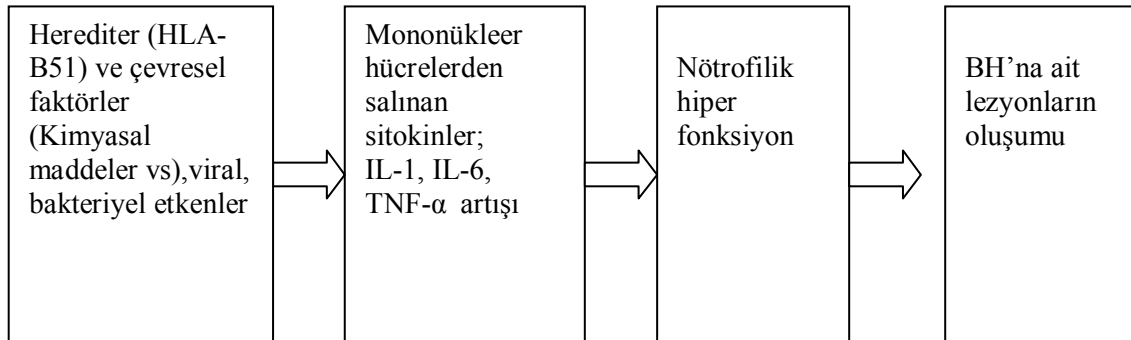 Herediter (HLA-
B51) ve çevresel
faktörler
(Kimyasal
maddeler vs),viral,
bakteriyel etkenler
Mononükleer
hücrelerden
salınan
sitokinler;
IL-1, IL-6,
TNF-α artışı
Nötrofilik
hiper
fonksiyon
BH’na ait
lezyonların
oluşumu